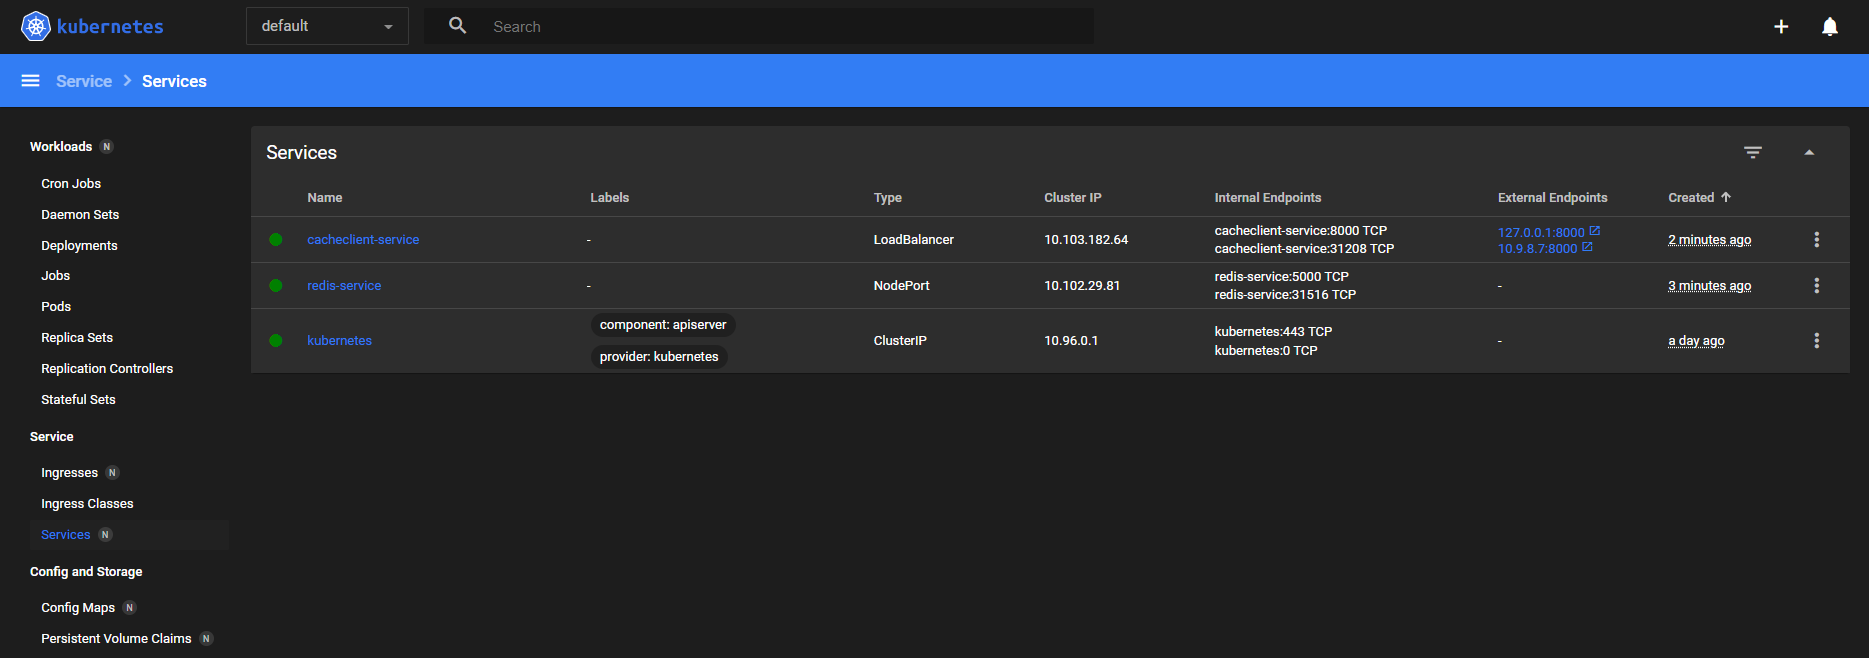 kubernetes
default
Search
Service
Services
Workloads N
Cron Jobs
Daemon Sets
Deployments
Jobs
Pods
Replica Sets
Replication Controllers
Stateful Sets
Service
Ingresses N
Ingress Classes
Services N
Config and Storage
Config Maps N
Persistent Volume Claims N
Services
Name Labels Type Cluster IP Internal Endpoints External Endpoints Created
cacheclient-service - LoadBalancer 10.103.182.64 cacheclient-service:8000 TCP 127.0.0.1:8000 2 minutes ago
cacheclient-service:31208 TCP 10.9.8.7:8000
redis-service - NodePort 10.102.29.81 redis-service:5000 TCP - 3 minutes ago
redis-service:31516 TCP
kubernetes component: apiserver ClusterIP 10.96.0.1 kubernetes:443 TCP - a day ago
provider: kubernetes kubernetes:0 TCP